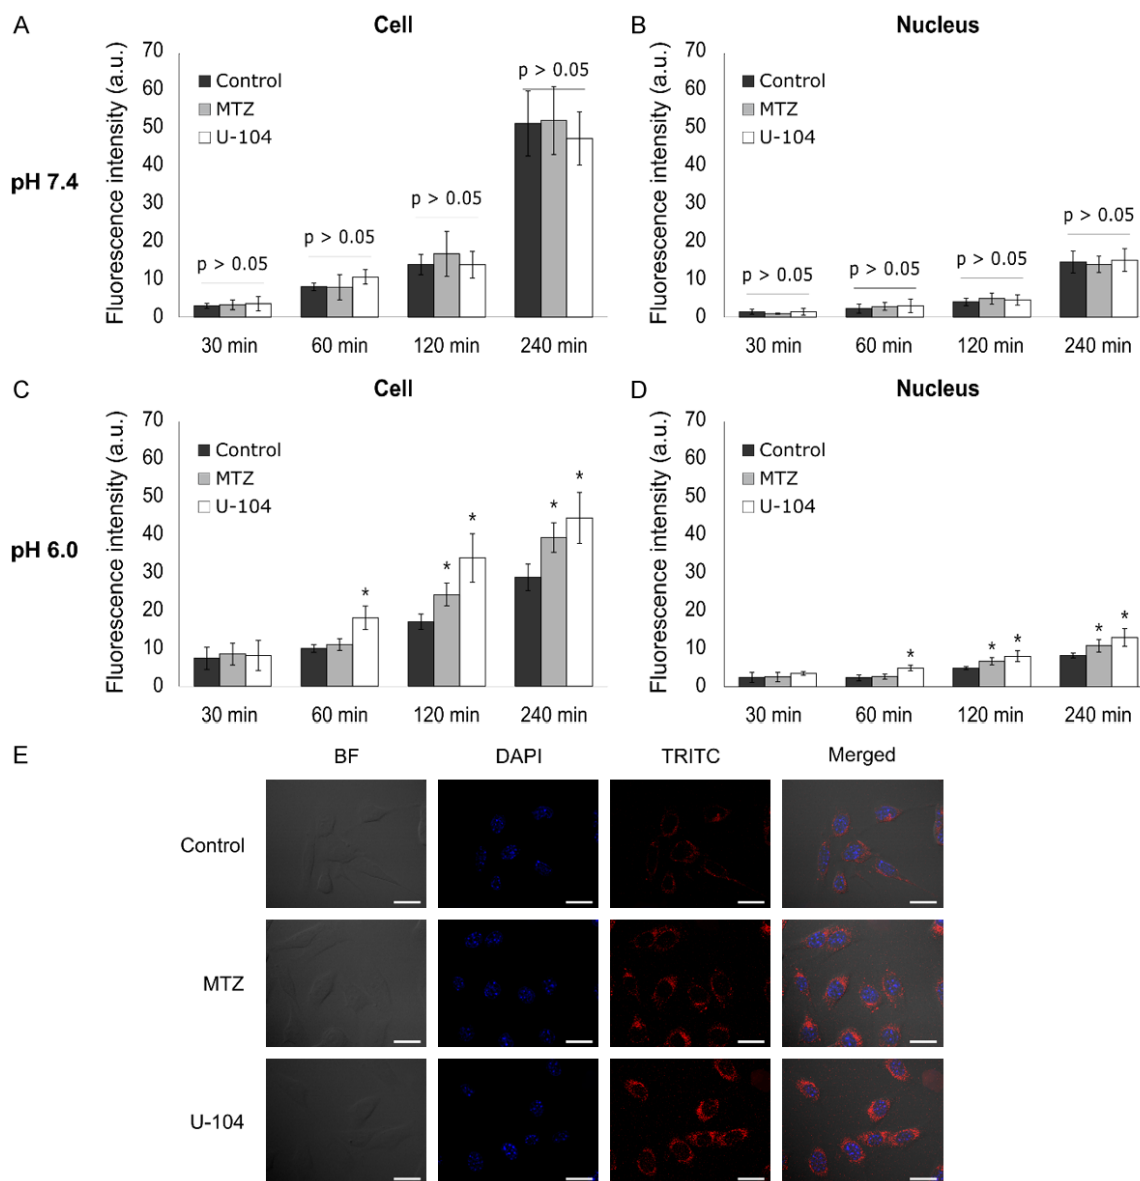 A
Cell
Fluorescence intensity (a.u.)
70
60
50
40
30
20
10
0
Control
MTZ
U-104
p > 0.05
p > 0.05
p > 0.05
p > 0.05
30 min
60 min
120 min
240 min
B
Nucleus
Fluorescence intensity (a.u.)
70
60
50
40
30
20
10
0
Control
MTZ
U-104
p > 0.05
p > 0.05
p > 0.05
p > 0.05
30 min
60 min
120 min
240 min
pH 7.4
C
Cell
Fluorescence intensity (a.u.)
70
60
50
40
30
20
10
0
Control
MTZ
U-104
*
*
*
*
*
30 min
60 min
120 min
240 min
D
Nucleus
Fluorescence intensity (a.u.)
70
60
50
40
30
20
10
0
Control
MTZ
U-104
*
*
*
*
*
30 min
60 min
120 min
240 min
pH 6.0
E
BF
DAPI
TRITC
Merged
Control
MTZ
U-104